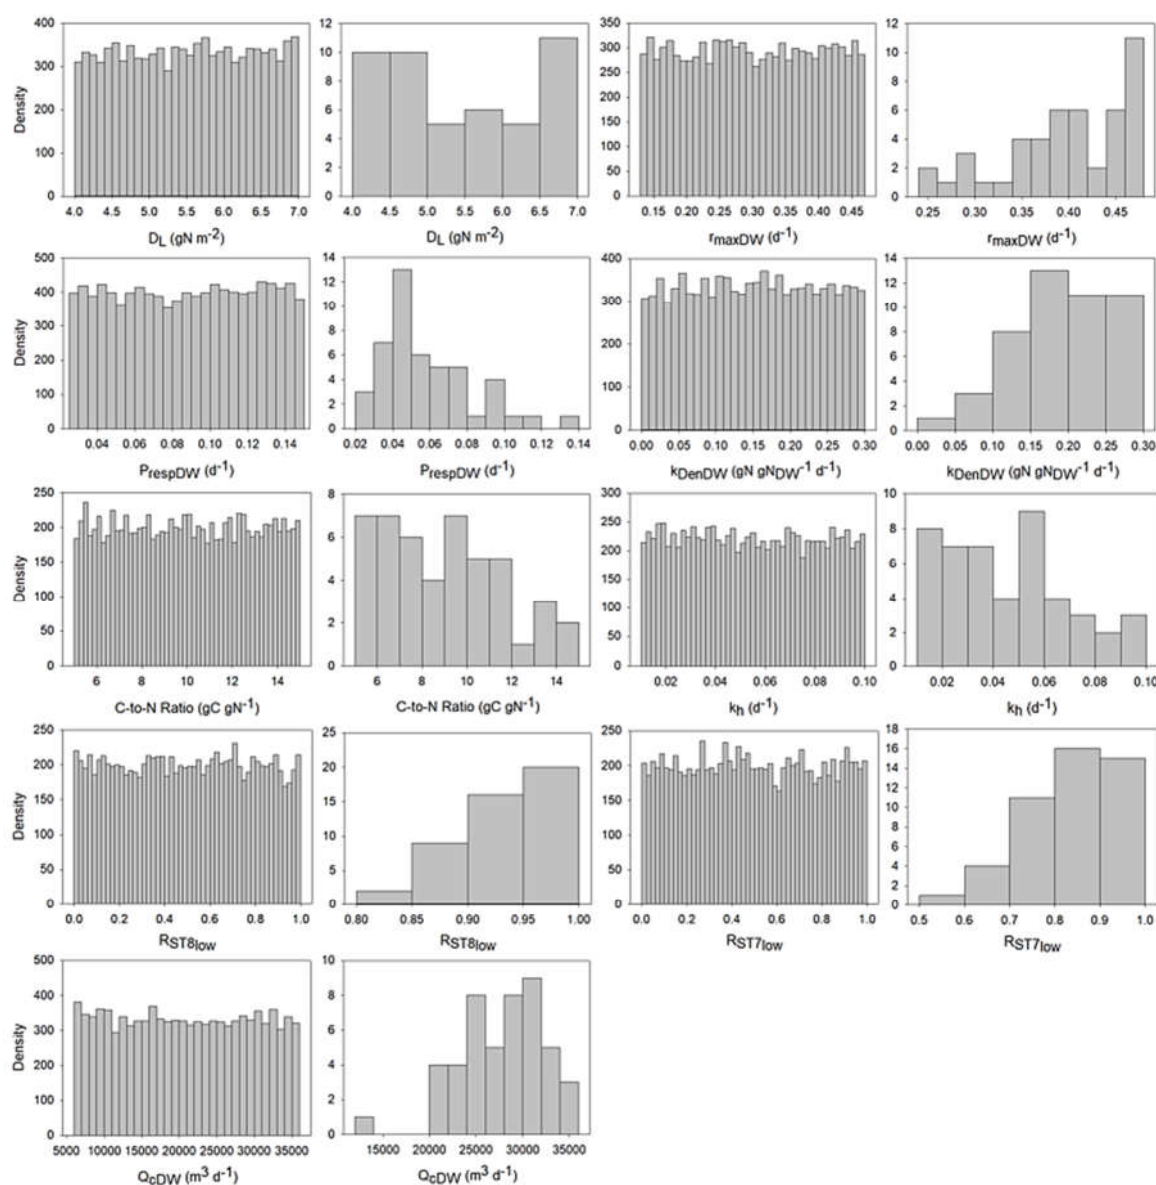 Density
400
300
200
100
0
4.0 4.5 5.0 5.5 6.0 6.5 7.0
DL (gN m-2)
12
10
8
6
4
2
0
4.0 4.5 5.0 5.5 6.0 6.5 7.0
DL (gN m-2)
350
300
250
200
150
100
50
0
0.15 0.20 0.25 0.30 0.35 0.40 0.45
rmaxDW (d-1)
12
10
8
6
4
2
0
0.25 0.30 0.35 0.40 0.45
rmaxDW (d-1)
Density
500
400
300
200
100
0
0.04 0.06 0.08 0.10 0.12 0.14
PrespDW (d-1)
14
12
10
8
6
4
2
0
0.02 0.04 0.06 0.08 0.10 0.12 0.14
PrespDW (d-1)
400
300
200
100
0
0.00 0.05 0.10 0.15 0.20 0.25 0.30
kDenDW (gN gNDW-1 d-1)
14
12
10
8
6
4
2
0
0.00 0.05 0.10 0.15 0.20 0.25 0.30
kDenDW (gN gNDW-1 d-1)
Density
250
200
150
100
50
0
6 8 10 12 14
C-to-N Ratio (gC gN-1)
8
6
4
2
0
6 8 10 12 14
C-to-N Ratio (gC gN-1)
300
250
200
150
100
50
0
0.02 0.04 0.06 0.08 0.10
kh (d-1)
10
8
6
4
2
0
0.02 0.04 0.06 0.08 0.10
kh (d-1)
Density
250
200
150
100
50
0
0.0 0.2 0.4 0.6 0.8 1.0
RST8low
25
20
15
10
5
0
0.80 0.85 0.90 0.95 1.00
RST8low
250
200
150
100
50
0
0.0 0.2 0.4 0.6 0.8 1.0
RST7low
18
16
14
12
10
8
6
4
2
0
0.5 0.6 0.7 0.8 0.9 1.0
RST7low
Density
500
400
300
200
100
0
5000 10000 15000 20000 25000 30000 35000
QcDW (m3 d-1)
10
8
6
4
2
0
15000 20000 25000 30000 35000
QcDW (m3 d-1)